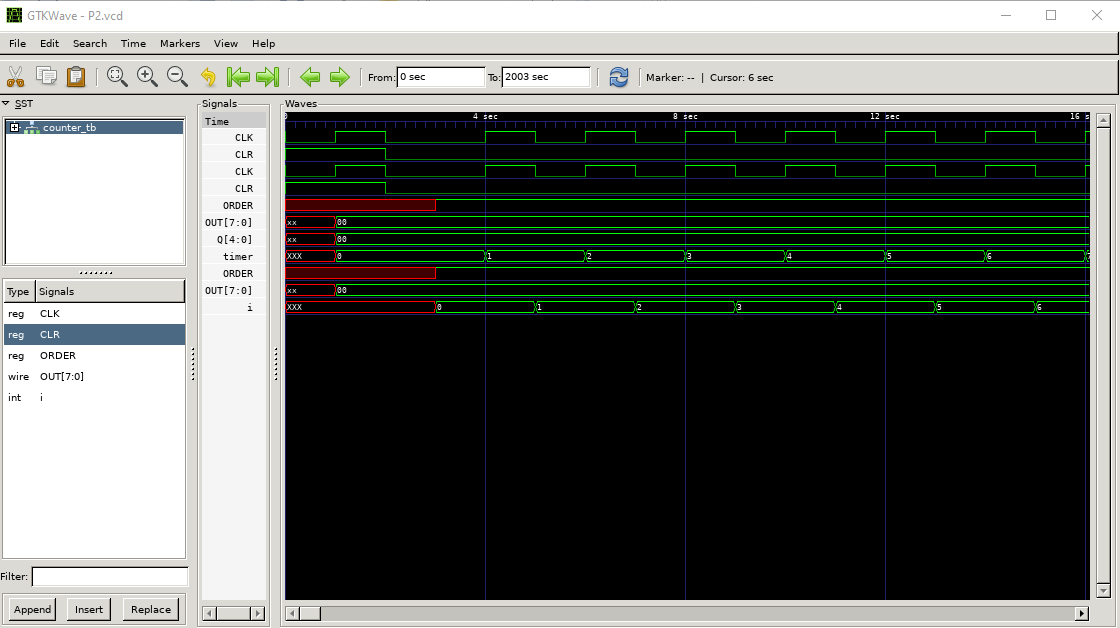 GTKWave - P2.vcd
File Edit Search Time Markers View Help
From: 0 sec To: 2003 sec Marker: -- | Cursor: 6 sec
SST
counter_tb
Type Signals
reg CLK
reg CLR
reg ORDER
wire OUT[7:0]
int i
Filter:
Append Insert Replace
Signals
Time
CLK
CLR
CLK
CLR
ORDER
OUT[7:0]
Q[4:0]
timer
ORDER
OUT[7:0]
i
Waves
0 4 sec 8 sec 12 sec 16 s
xx 00
xx 00
XXX 0 1 2 3 4 5 6 7
xx 00
XXX 0 1 2 3 4 5 6